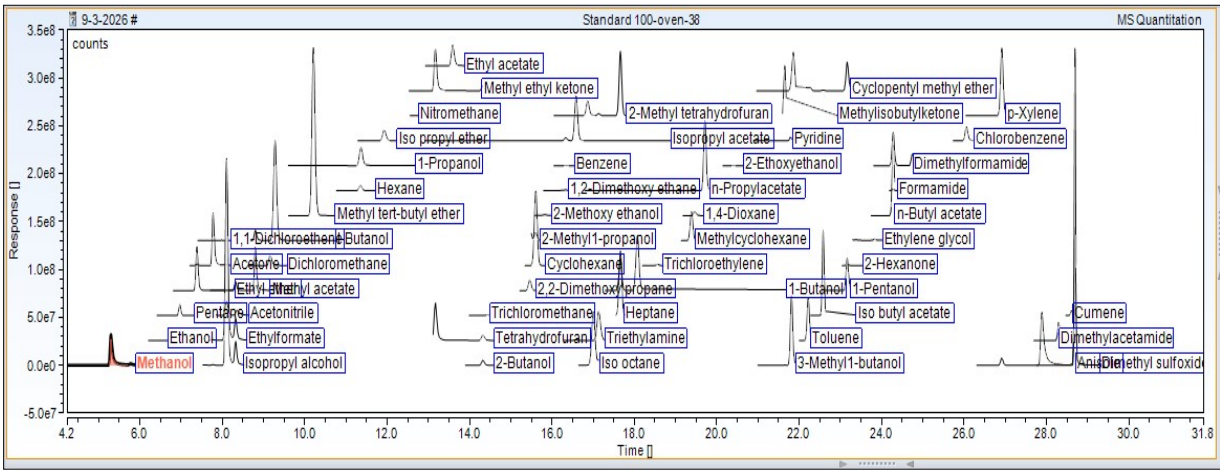 9-3-2026 #
Standard 100-oven-38
MS Quantitation
counts
Response []
3.5e8
3.0e8
2.5e8
2.0e8
1.5e8
1.0e8
5.0e7
0.0e0
-5.0e7
Ethyl acetate
Methyl ethyl ketone
Cyclopentyl methyl ether
Nitromethane
2-Methyl tetrahydrofuran
Methylisobutylketone
p-Xylene
Iso propyl ether
Isopropyl acetate
Pyridine
Chlorobenzene
1-Propanol
Benzene
2-Ethoxyethanol
Dimethylformamide
Hexane
1,2-Dimethoxy ethane
n-Propylacetate
Formamide
Methyl tert-butyl ether
2-Methoxy ethanol
1,4-Dioxane
n-Butyl acetate
1,1-Dichloroethene
Butanol
2-Methyl1-propanol
Methylcyclohexane
Ethylene glycol
Acetone
Dichloromethane
Cyclohexane
Trichloroethylene
2-Hexanone
Methyl acetate
2,2-Dimethoxypropane
1-Butanol
1-Pentanol
Acetonitrile
Trichloromethane
Heptane
Iso butyl acetate
Cumene
Ethanol
Ethylformate
Tetrahydrofuran
Triethylamine
Toluene
Dimethylacetamide
Methanol
Isopropyl alcohol
2-Butanol
Iso octane
3-Methyl1-butanol
Dimethyl sulfoxide
4.2 6.0 8.0 10.0 12.0 14.0 16.0 18.0 20.0 22.0 24.0 26.0 28.0 30.0 31.8
Time []